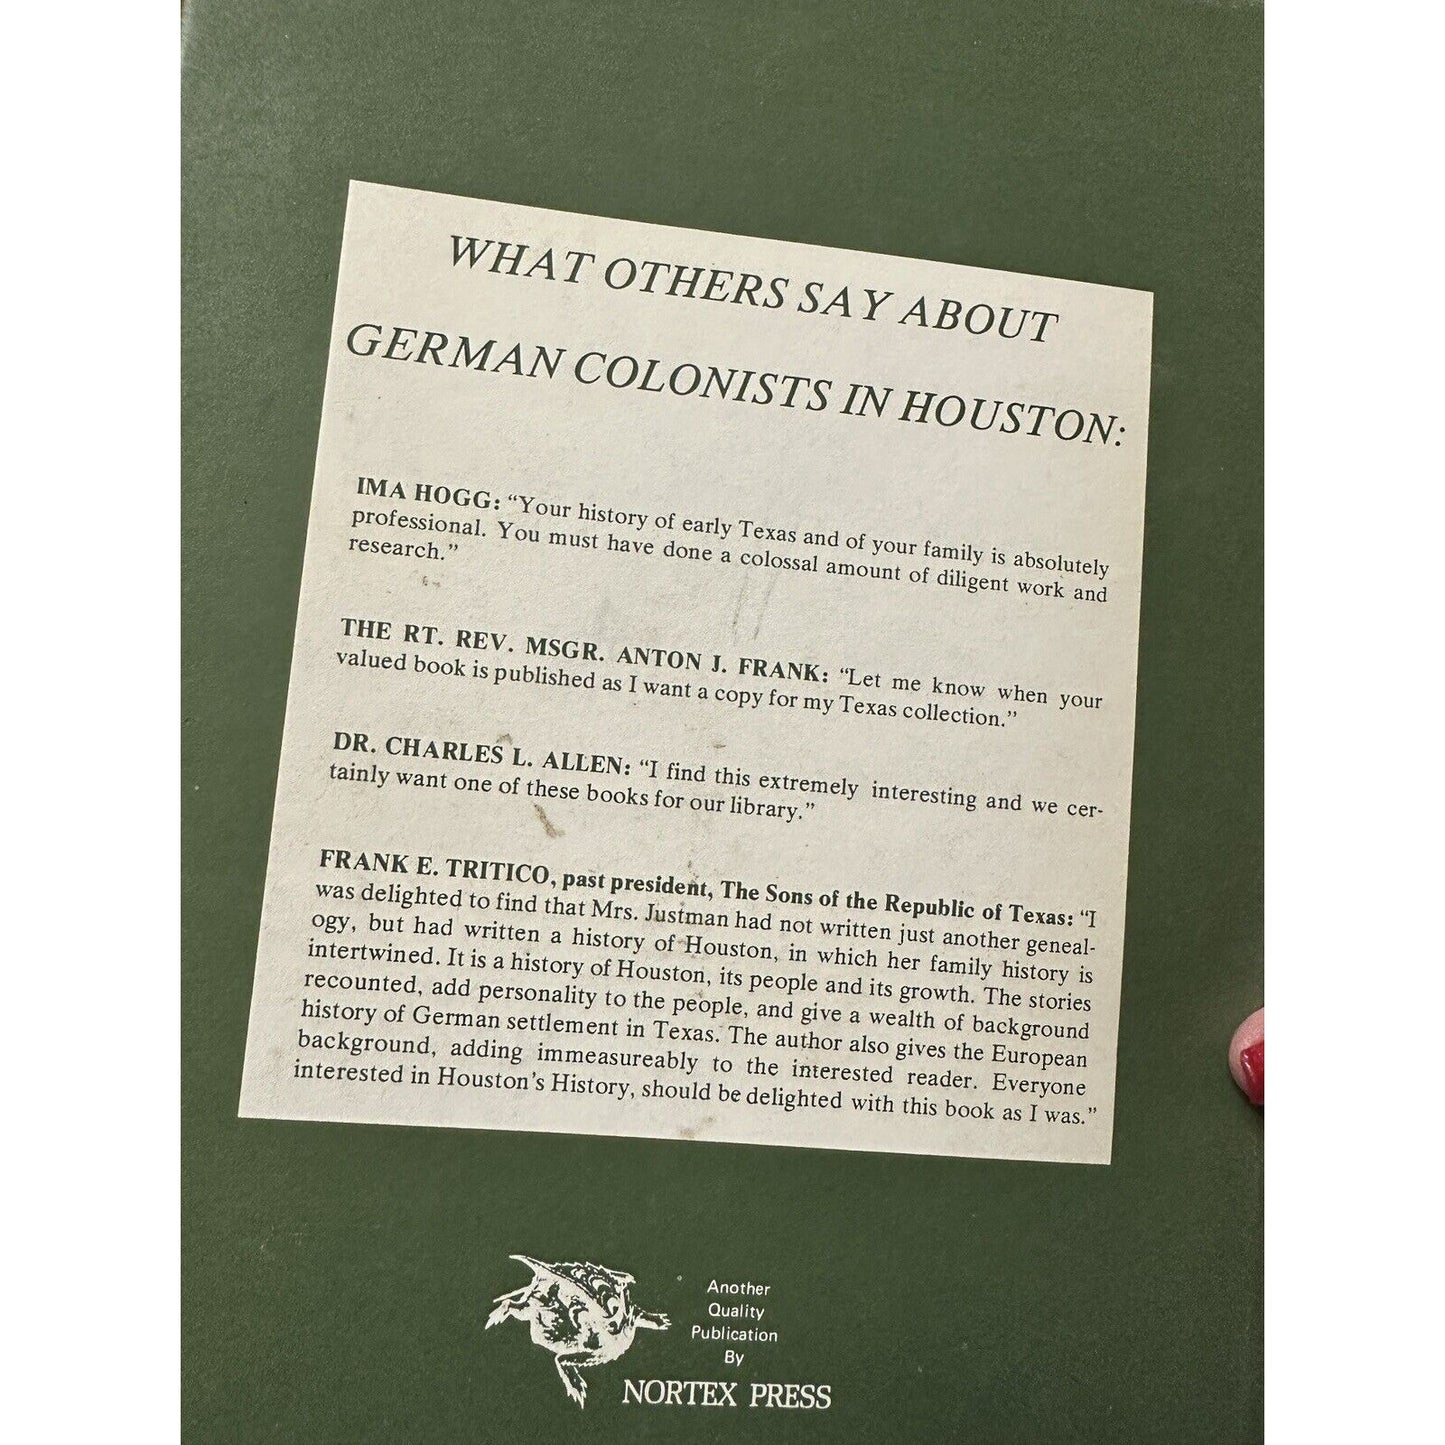 WHAT OTHERS SAY ABOUT
GERMAN COLONISTS IN HOUSTON:
IMA HOGG: “Your history of early Texas and of your family is absolutely
professional. You must have done a colossal amount of diligent work and
research.”
THE RT. REV. MSGR. ANTON J. FRANK: “Let me know when your
valued book is published as I want a copy for my Texas collection.”
DR. CHARLES L. ALLEN: “I find this extremely interesting and we cer-
tainly want one of these books for our library.”
FRANK E. TRITICO, past president, The Sons of the Republic of Texas: “I
was delighted to find that Mrs. Justman had not written just another geneal-
ogy, but had written a history of Houston, in which her family history is
intertwined. It is a history of Houston, its people and its growth. The stories
recounted, add personality to the people, and give a wealth of background
history of German settlement in Texas. The author also gives the European
background, adding immeasureably to the interested reader. Everyone
interested in Houston’s History, should be delighted with this book as I was.”
Another
Quality
Publication
By
NORTEX PRESS